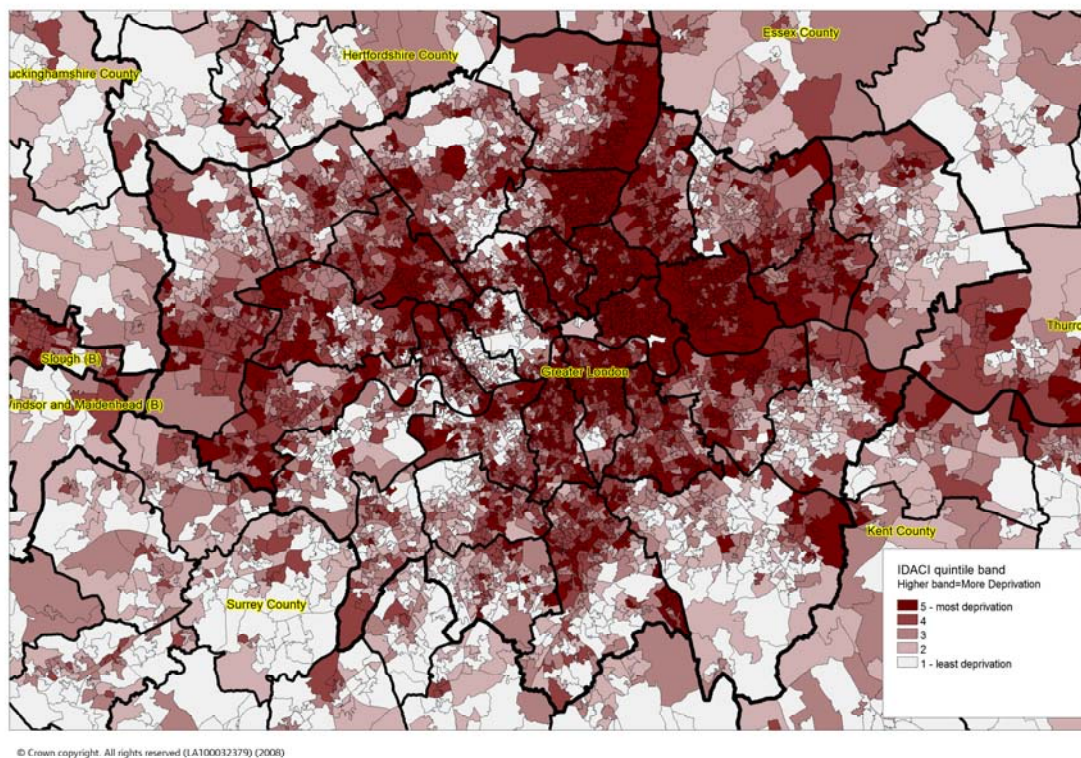 Essex County
Hertfordshire County
uckinghamshire County
Thurro
Slough (B)
Greater London
Windsor and Maidenhead (B)
Kent County
Surrey County
IDACI quintile band
Higher band=More Deprivation
5 - most deprivation
4
3
2
1 - least deprivation
© Crown copyright. All rights reserved (LA100032379) (2008)